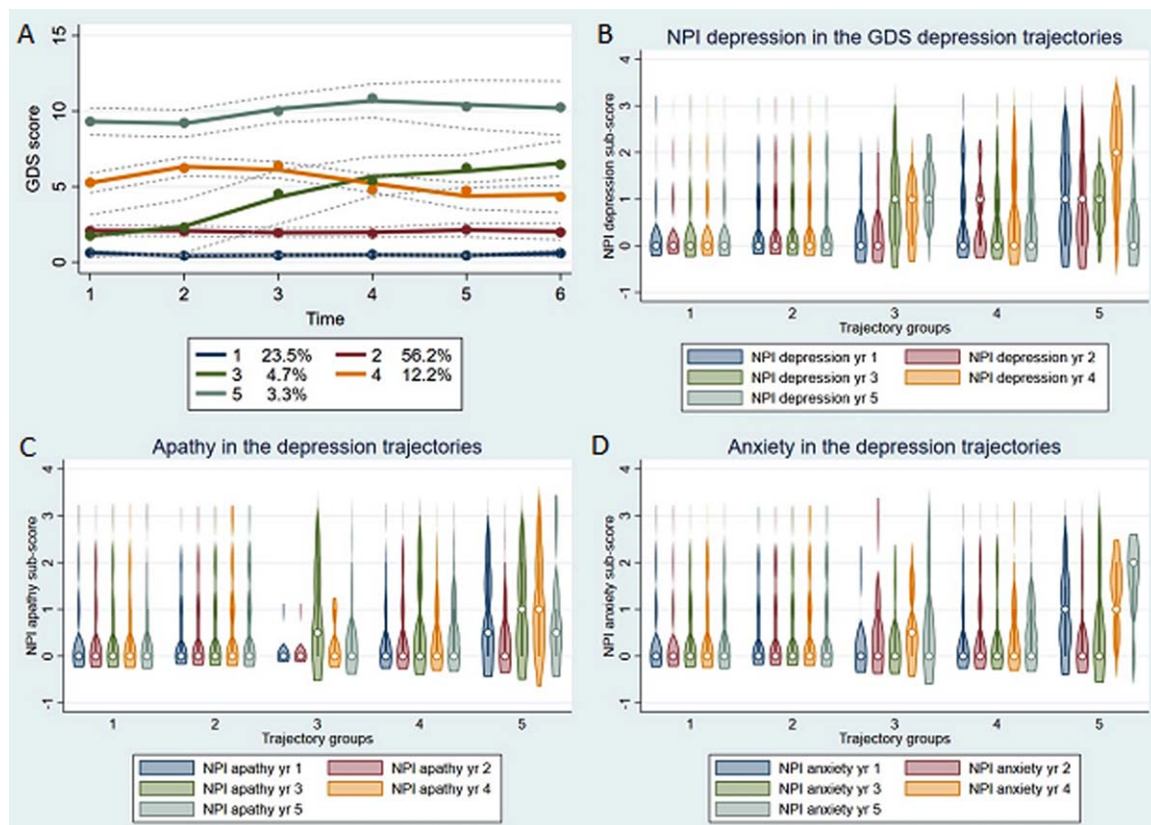 A
GDS score
15
10
5
0
1 2 3 4 5 6
Time
1 23.5% 2 56.2%
3 4.7% 4 12.2%
5 3.3%
B
NPI depression in the GDS depression trajectories
NPI depression sub-score
4
3
2
1
0
-1
1 2 3 4 5
Trajectory groups
NPI depression yr 1 NPI depression yr 2
NPI depression yr 3 NPI depression yr 4
NPI depression yr 5
C
Apathy in the depression trajectories
NPI apathy sub-score
4
3
2
1
0
-1
1 2 3 4 5
Trajectory groups
NPI apathy yr 1 NPI apathy yr 2
NPI apathy yr 3 NPI apathy yr 4
NPI apathy yr 5
D
Anxiety in the depression trajectories
NPI anxiety sub-score
4
3
2
1
0
-1
1 2 3 4 5
Trajectory groups
NPI anxiety yr 1 NPI anxiety yr 2
NPI anxiety yr 3 NPI anxiety yr 4
NPI anxiety yr 5